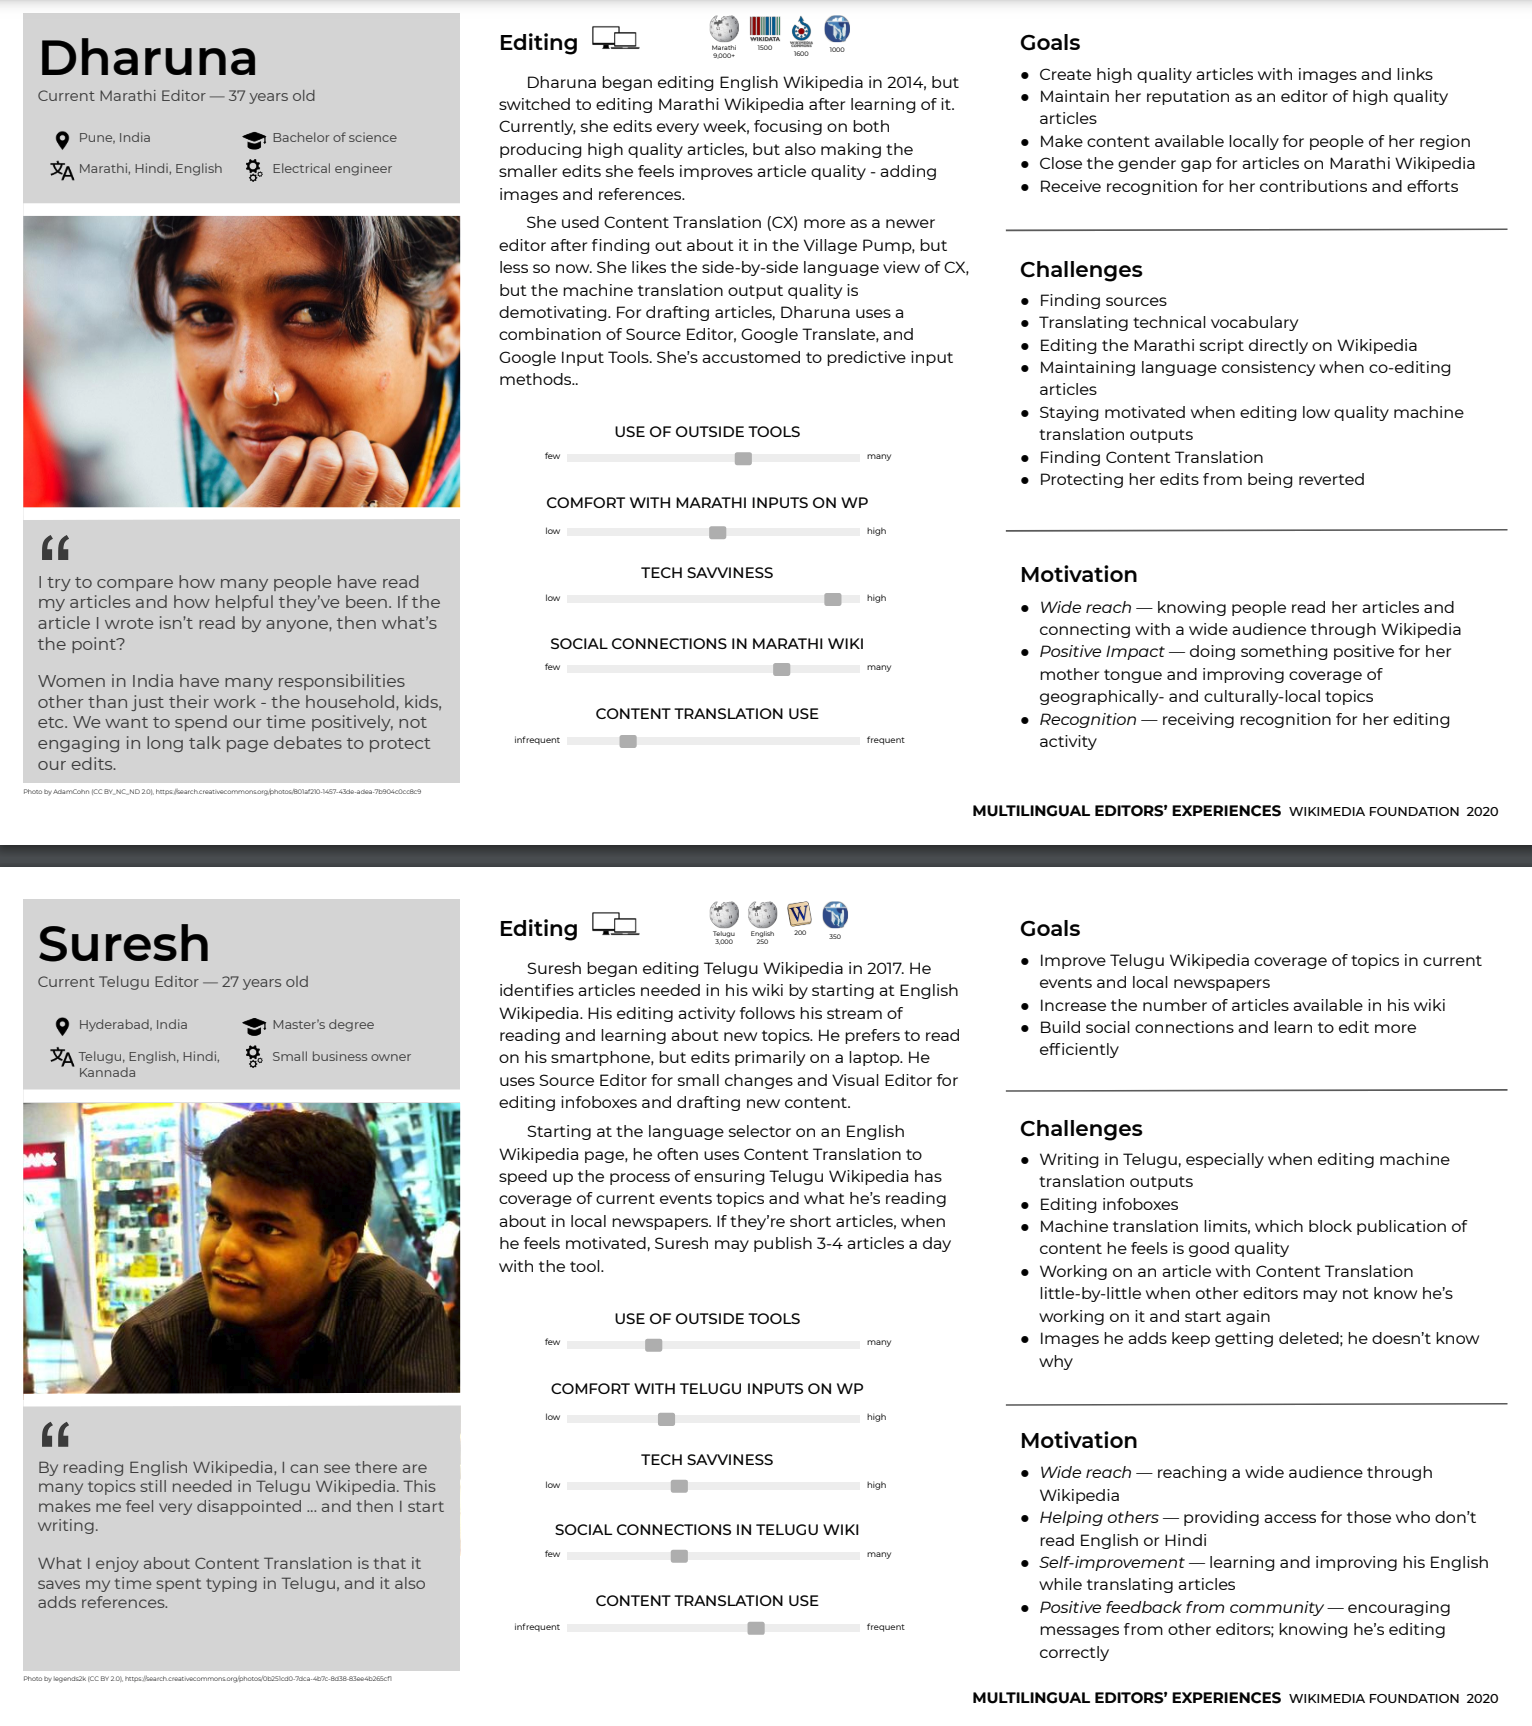 Dharuna
Current Marathi Editor — 37 years old
Pune, India
Bachelor of science
Marathi, Hindi, English
Electrical engineer
“
I try to compare how many people have read
my articles and how helpful they’ve been. If the
article I wrote isn’t read by anyone, then what’s
the point?
Women in India have many responsibilities
other than just their work - the household, kids,
etc. We want to spend our time positively, not
engaging in long talk page debates to protect
our edits.
Photo by AdamCohn (CC BY_NC_ND 2.0), https://search.creativecommons.org/photos/801af210-1457-43de-adea-7b904c0cc8c9
Editing
Marathi
9,000+
WIKIDATA
1500
WIKIMEDIA
COMMONS
1600
1000
Dharuna began editing English Wikipedia in 2014, but
switched to editing Marathi Wikipedia after learning of it.
Currently, she edits every week, focusing on both
producing high quality articles, but also making the
smaller edits she feels improves article quality - adding
images and references.
She used Content Translation (CX) more as a newer
editor after finding out about it in the Village Pump, but
less so now. She likes the side-by-side language view of CX,
but the machine translation output quality is
demotivating. For drafting articles, Dharuna uses a
combination of Source Editor, Google Translate, and
Google Input Tools. She’s accustomed to predictive input
methods..
USE OF OUTSIDE TOOLS
few many
COMFORT WITH MARATHI INPUTS ON WP
low high
TECH SAVVINESS
low high
SOCIAL CONNECTIONS IN MARATHI WIKI
few many
CONTENT TRANSLATION USE
infrequent frequent
Goals
● Create high quality articles with images and links
● Maintain her reputation as an editor of high quality
articles
● Make content available locally for people of her region
● Close the gender gap for articles on Marathi Wikipedia
● Receive recognition for her contributions and efforts
Challenges
● Finding sources
● Translating technical vocabulary
● Editing the Marathi script directly on Wikipedia
● Maintaining language consistency when co-editing
articles
● Staying motivated when editing low quality machine
translation outputs
● Finding Content Translation
● Protecting her edits from being reverted
Motivation
● Wide reach — knowing people read her articles and
connecting with a wide audience through Wikipedia
● Positive Impact — doing something positive for her
mother tongue and improving coverage of
geographically- and culturally-local topics
● Recognition — receiving recognition for her editing
activity
MULTILINGUAL EDITORS’ EXPERIENCES WIKIMEDIA FOUNDATION 2020
Suresh
Current Telugu Editor — 27 years old
Hyderabad, India
Master’s degree
Telugu, English, Hindi,
Kannada
Small business owner
ANK
“
By reading English Wikipedia, I can see there are
many topics still needed in Telugu Wikipedia. This
makes me feel very disappointed ... and then I start
writing.
What I enjoy about Content Translation is that it
saves my time spent typing in Telugu, and it also
adds references.
Photo by legends2k (CC BY 2.0), https://search.creativecommons.org/photos/0b251cd0-7dca-4b7c-8d38-83ee4b265cf1
Editing
Telugu
3,000
English
250
W
200
350
Suresh began editing Telugu Wikipedia in 2017. He
identifies articles needed in his wiki by starting at English
Wikipedia. His editing activity follows his stream of
reading and learning about new topics. He prefers to read
on his smartphone, but edits primarily on a laptop. He
uses Source Editor for small changes and Visual Editor for
editing infoboxes and drafting new content.
Starting at the language selector on an English
Wikipedia page, he often uses Content Translation to
speed up the process of ensuring Telugu Wikipedia has
coverage of current events topics and what he’s reading
about in local newspapers. If they’re short articles, when
he feels motivated, Suresh may publish 3-4 articles a day
with the tool.
USE OF OUTSIDE TOOLS
few many
COMFORT WITH TELUGU INPUTS ON WP
low high
TECH SAVVINESS
low high
SOCIAL CONNECTIONS IN TELUGU WIKI
few many
CONTENT TRANSLATION USE
infrequent frequent
Goals
● Improve Telugu Wikipedia coverage of topics in current
events and local newspapers
● Increase the number of articles available in his wiki
● Build social connections and learn to edit more
efficiently
Challenges
● Writing in Telugu, especially when editing machine
translation outputs
● Editing infoboxes
● Machine translation limits, which block publication of
content he feels is good quality
● Working on an article with Content Translation
little-by-little when other editors may not know he’s
working on it and start again
● Images he adds keep getting deleted; he doesn’t know
why
Motivation
● Wide reach — reaching a wide audience through
Wikipedia
● Helping others — providing access for those who don’t
read English or Hindi
● Self-improvement — learning and improving his English
while translating articles
● Positive feedback from community — encouraging
messages from other editors; knowing he’s editing
correctly
MULTILINGUAL EDITORS’ EXPERIENCES WIKIMEDIA FOUNDATION 2020